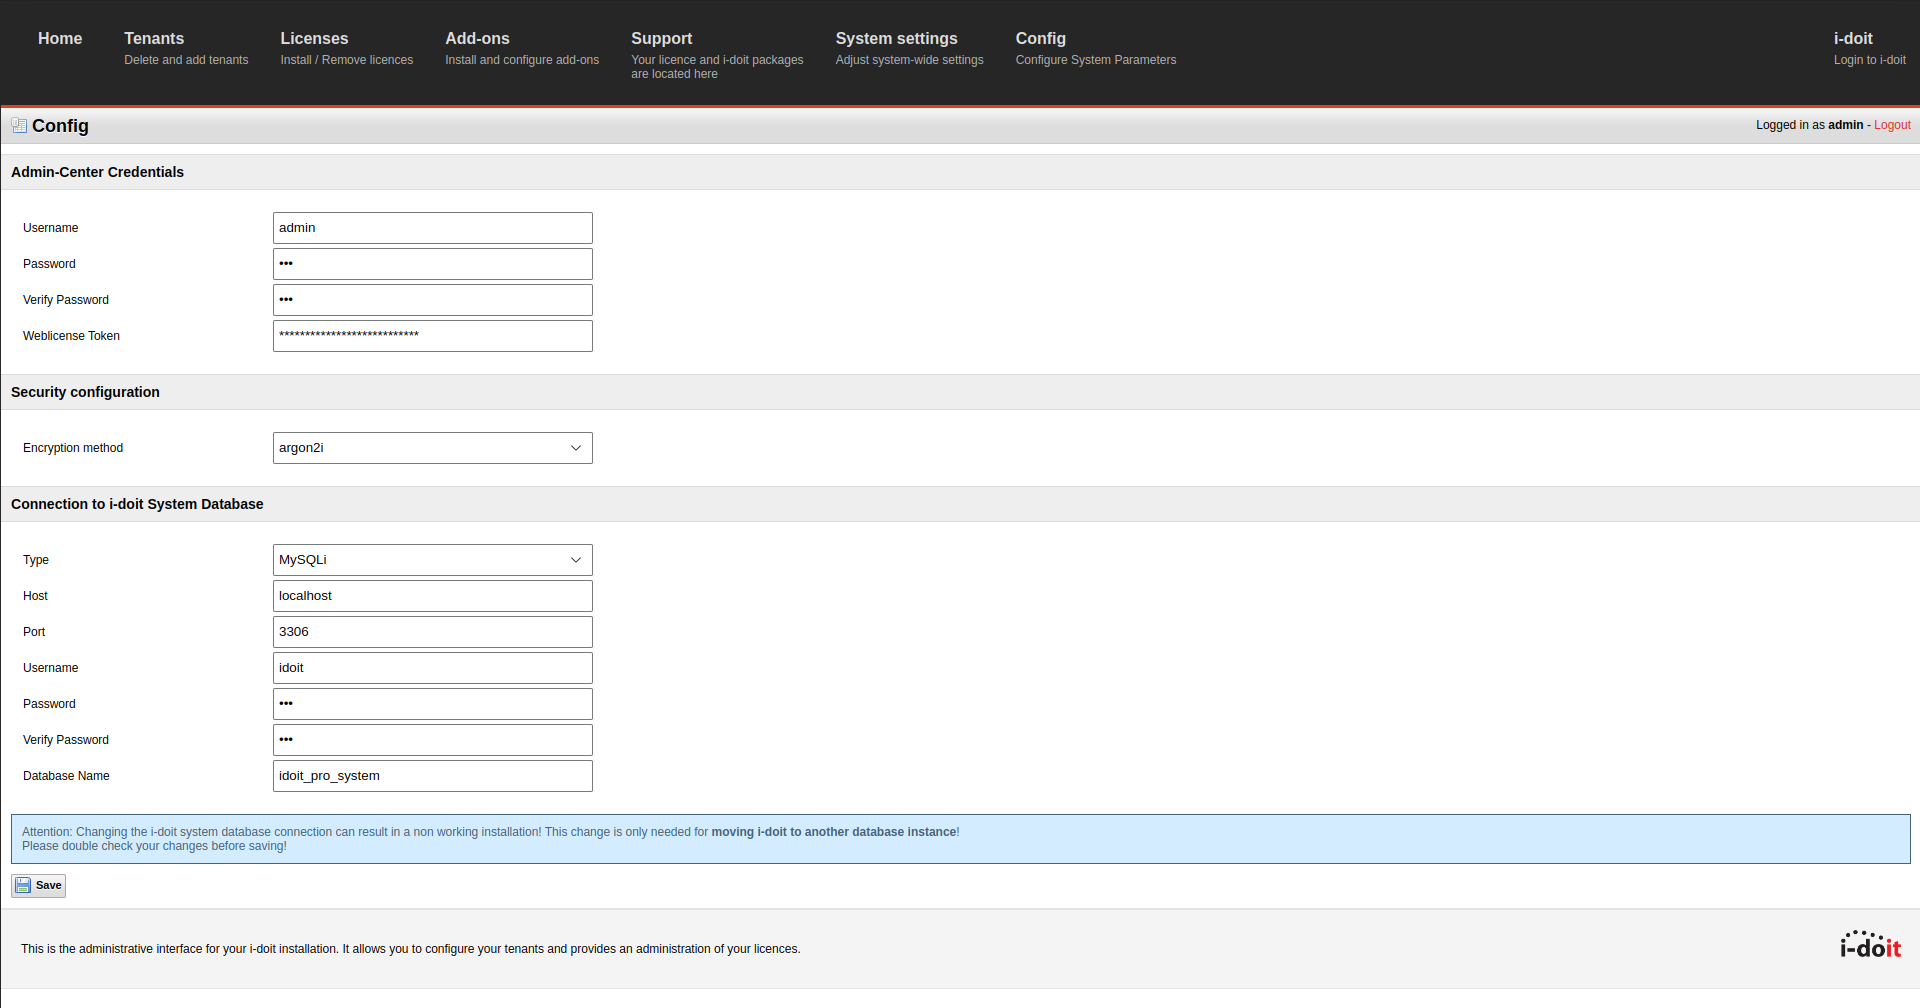 Home
Tenants
Delete and add tenants
Licenses
Install / Remove licences
Add-ons
Install and configure add-ons
Support
Your licence and i-doit packages
are located here
System settings
Adjust system-wide settings
Config
Configure System Parameters
i-doit
Login to i-doit
Config
Logged in as admin - Logout
Admin-Center Credentials
Username admin
Password •••
Verify Password •••
Weblicense Token ***************************
Security configuration
Encryption method argon2i
Connection to i-doit System Database
Type MySQLi
Host localhost
Port 3306
Username idoit
Password •••
Verify Password •••
Database Name idoit_pro_system
Attention: Changing the i-doit system database connection can result in a non working installation! This change is only needed for moving i-doit to another database instance!
Please double check your changes before saving!
Save
This is the administrative interface for your i-doit installation. It allows you to configure your tenants and provides an administration of your licences.
i-doit